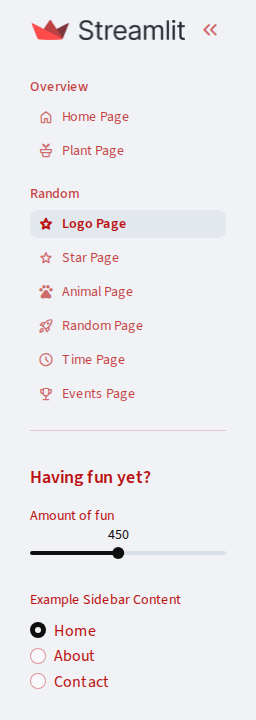 Streamlit
Overview
Home Page
Plant Page
Random
Logo Page
Star Page
Animal Page
Random Page
Time Page
Events Page
Having fun yet?
Amount of fun
450
Example Sidebar Content
Home
About
Contact